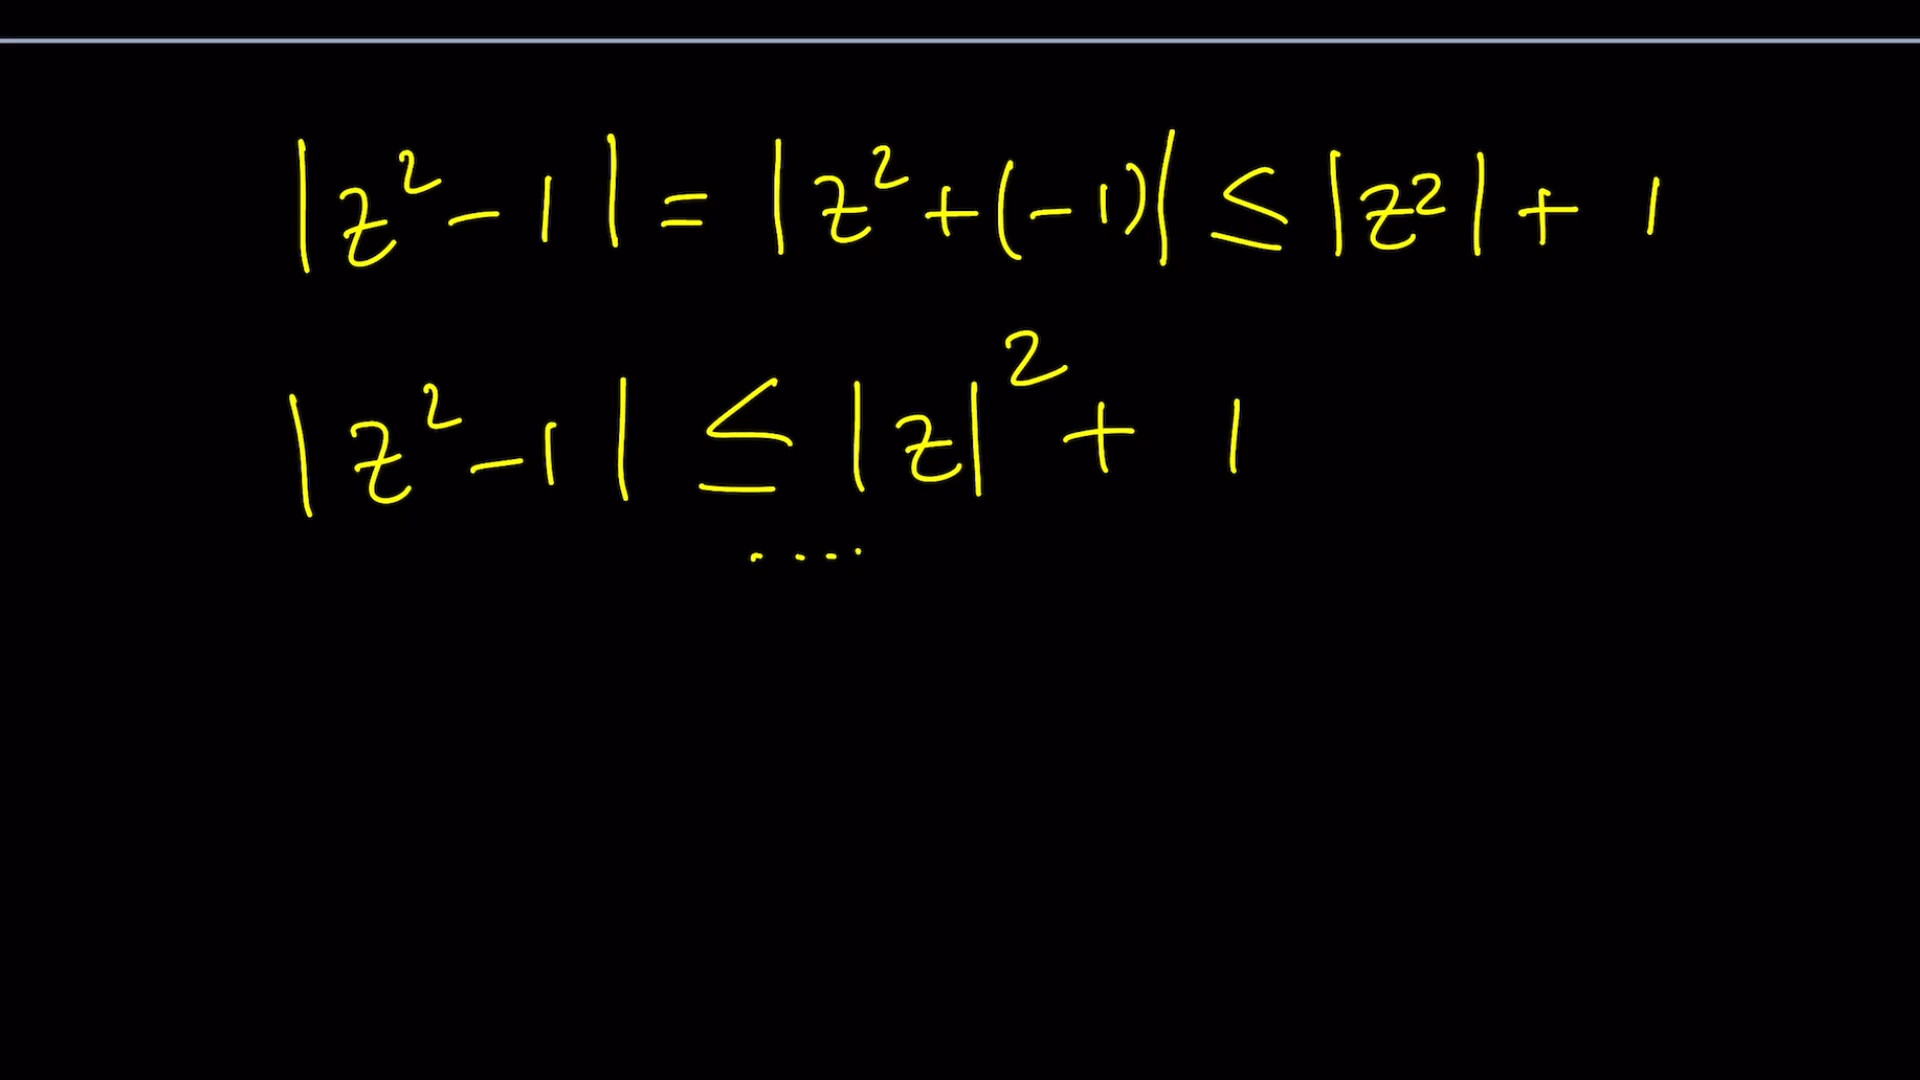 |z²-1| = |z²+(-1)| ≤ |z²| + 1
|z²-1| ≤ |z|² + 1
....